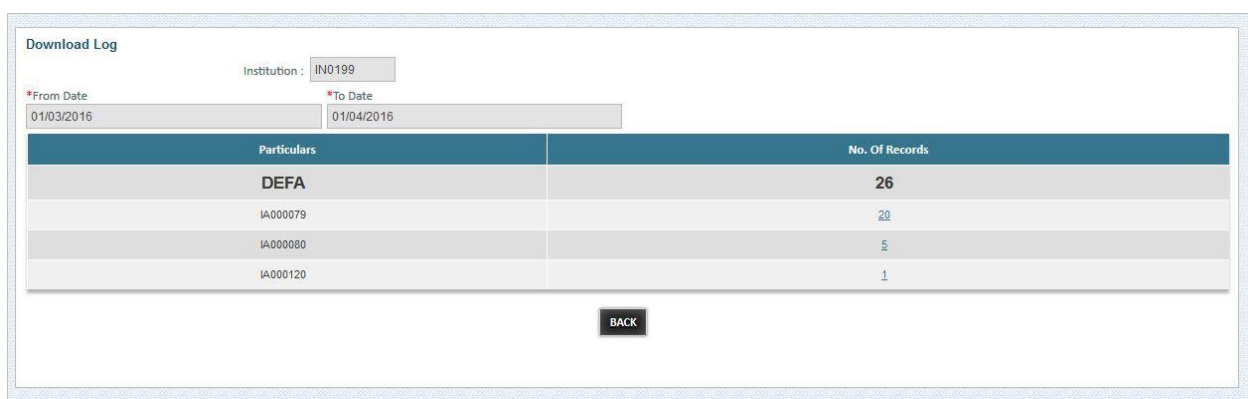 Download Log
Institution : IN0199
*From Date *To Date
01/03/2016 01/04/2016
Particulars No. Of Records
DEFA 26
IA000079 20
IA000080 5
IA000120 1
BACK